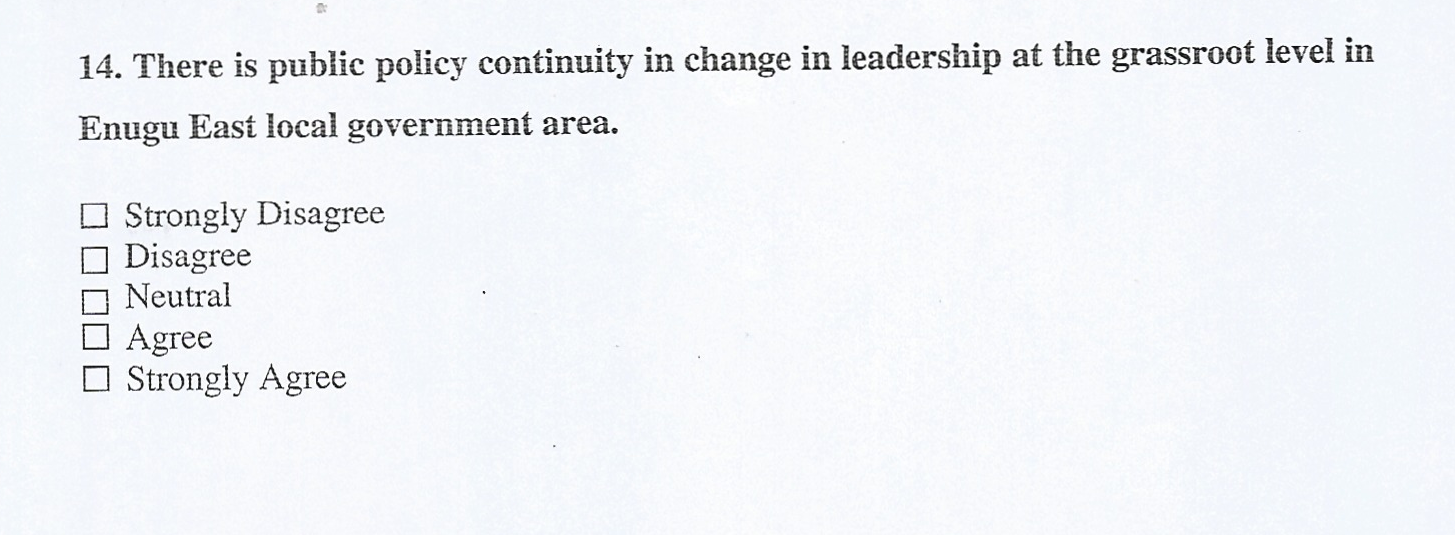 14. There is public policy continuity in change in leadership at the grassroot level in
Enugu East local government area.
☐ Strongly Disagree
☐ Disagree
☐ Neutral
☐ Agree
☐ Strongly Agree